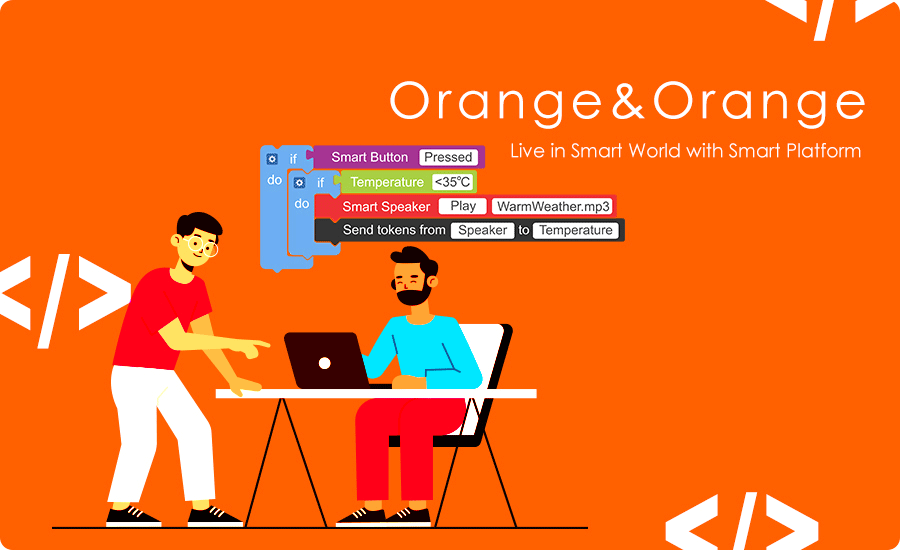 </>
Orange&Orange
Live in Smart World with Smart Platform
if Smart Button Pressed
do if Temperature <35℃
do Smart Speaker Play WarmWeather.mp3
Send tokens from Speaker to Temperature
</>
</>